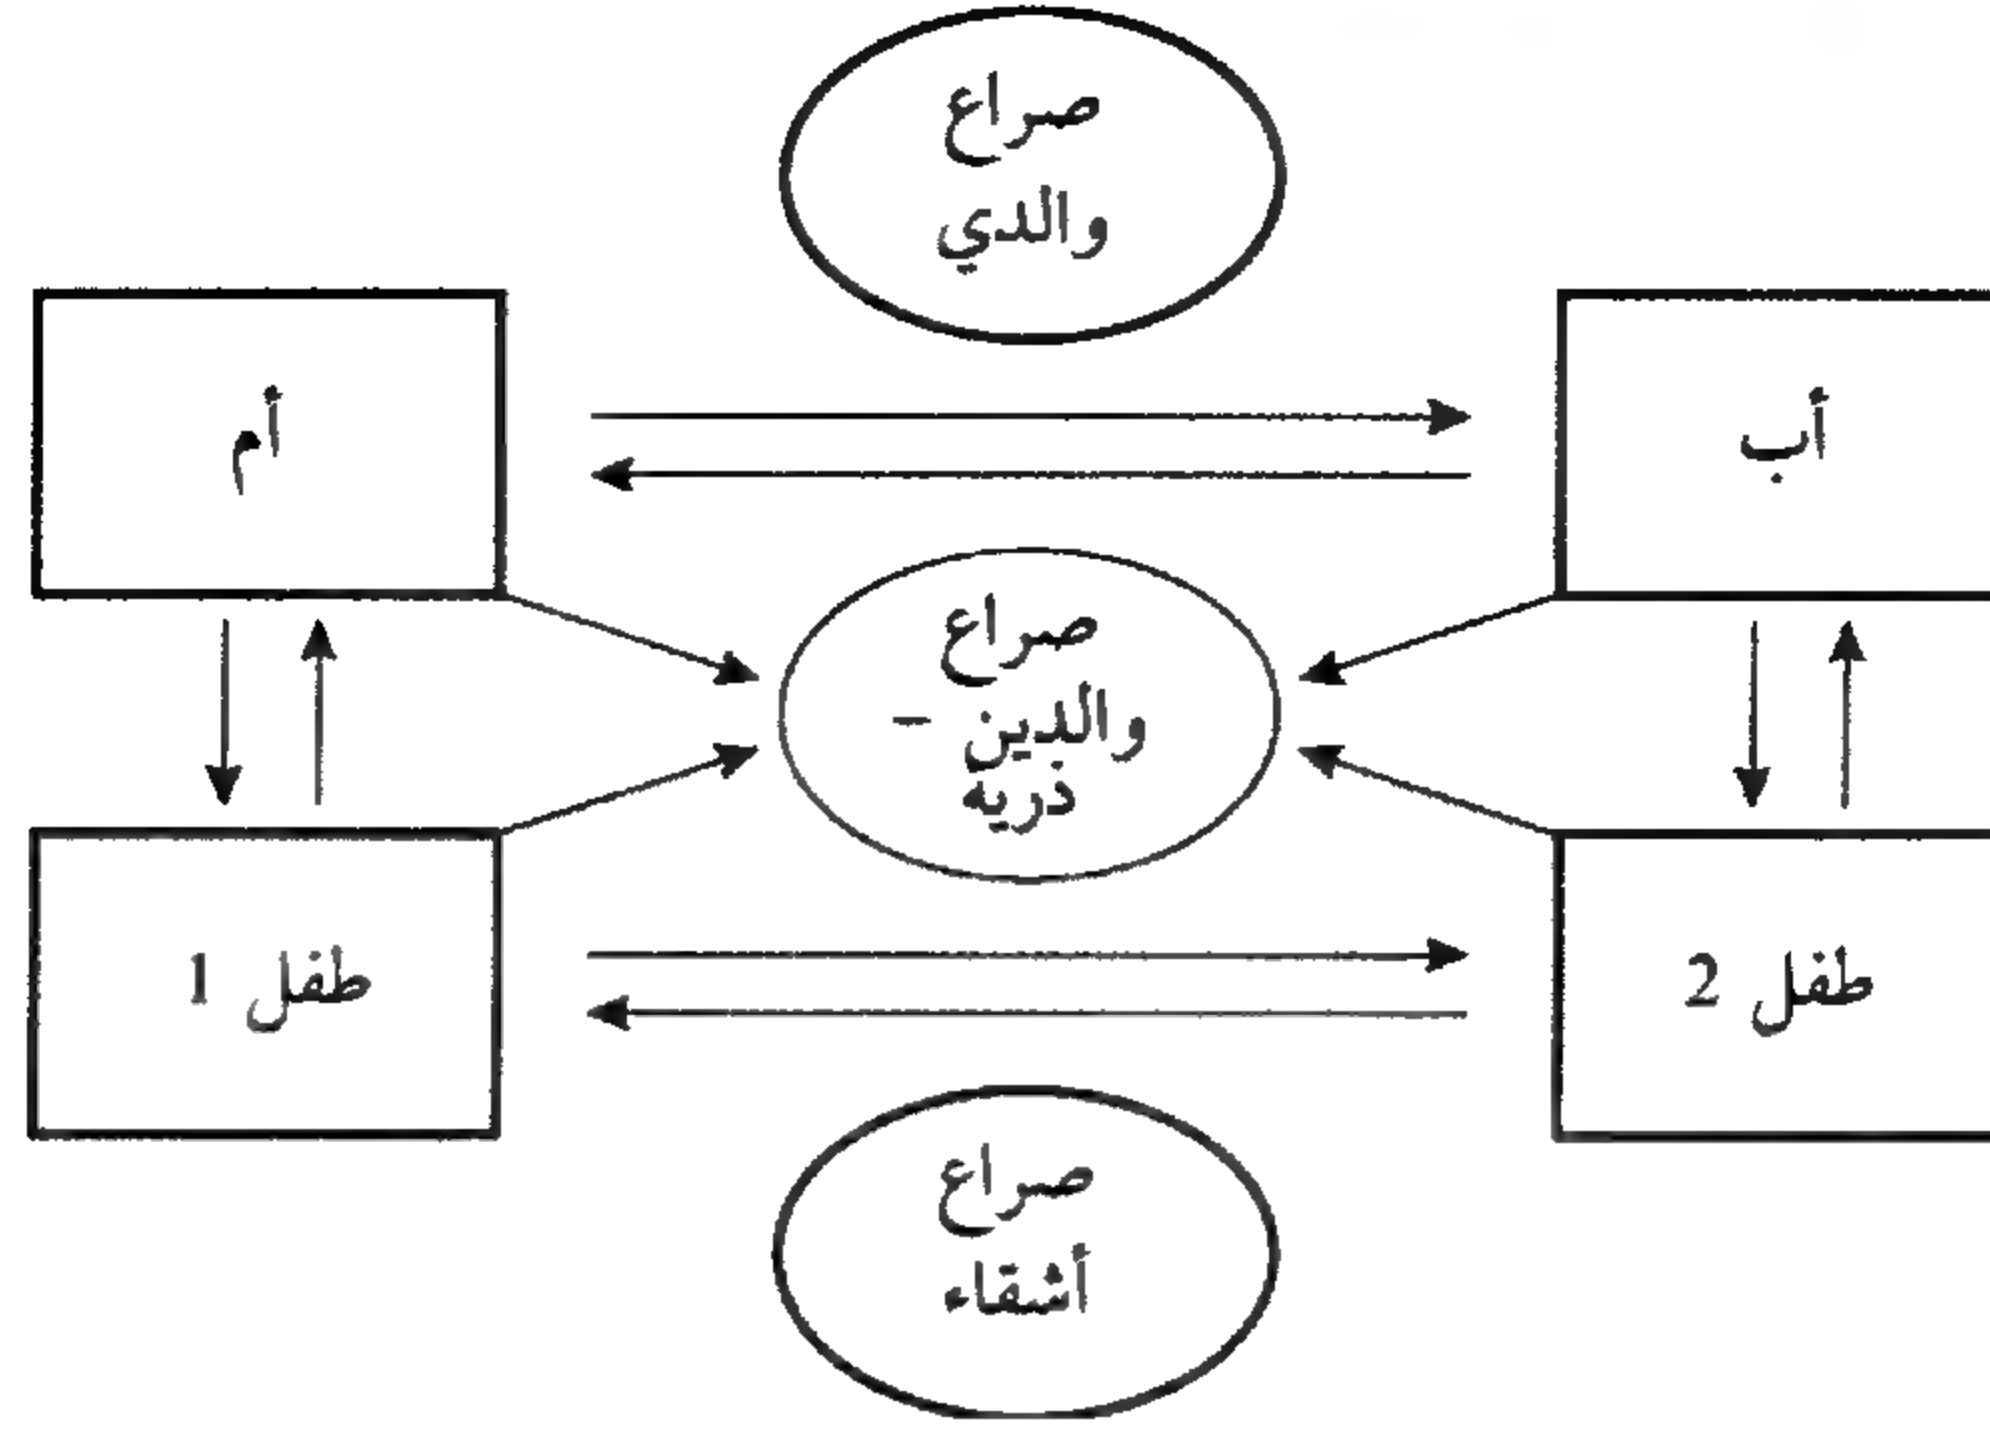 صراع
والدي
أب
أم
صراع
والدين –
ذريه
طفل 2
طفل 1
صراع
أشقاء